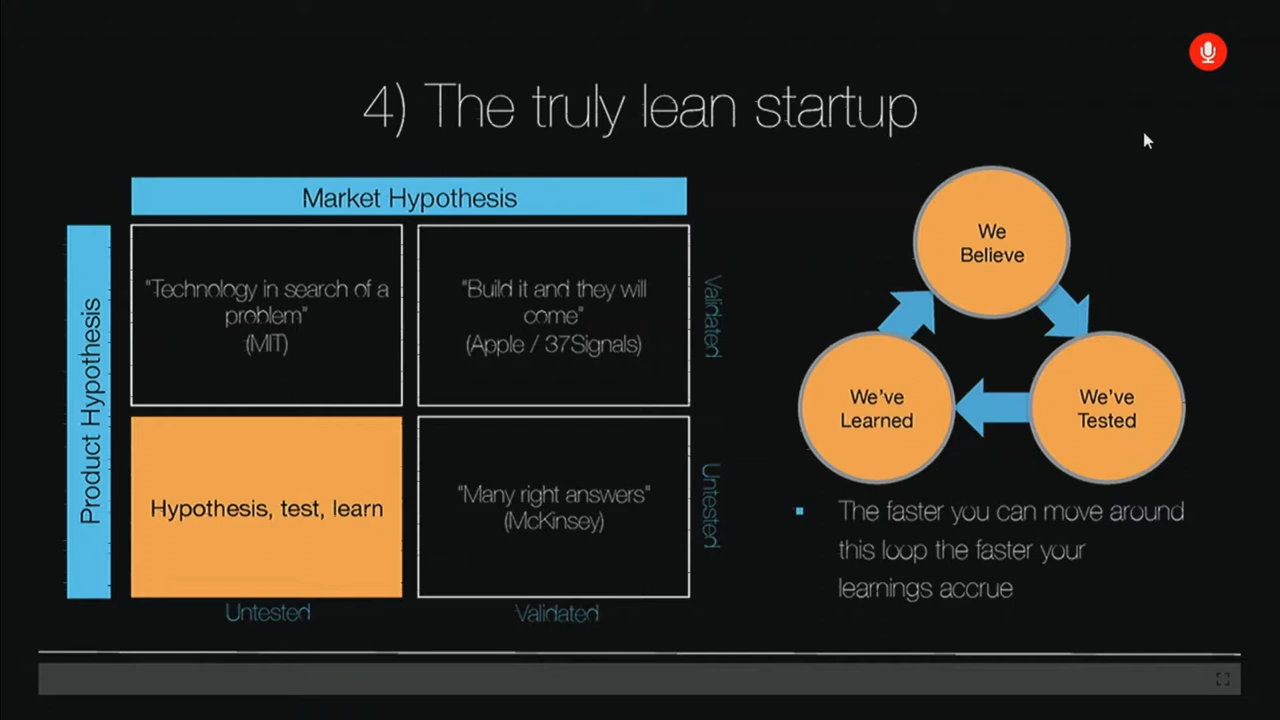 4) The truly lean startup
Market Hypothesis
Product Hypothesis
"Technology in search of a
problem"
(MIT)
"Build it and they will
come"
(Apple / 37Signals)
Validated
Hypothesis, test, learn
"Many right answers"
(McKinsey)
Untested
Untested
Validated
We
Believe
We've
Learned
We've
Tested
The faster you can move around
this loop the faster your
learnings accrue